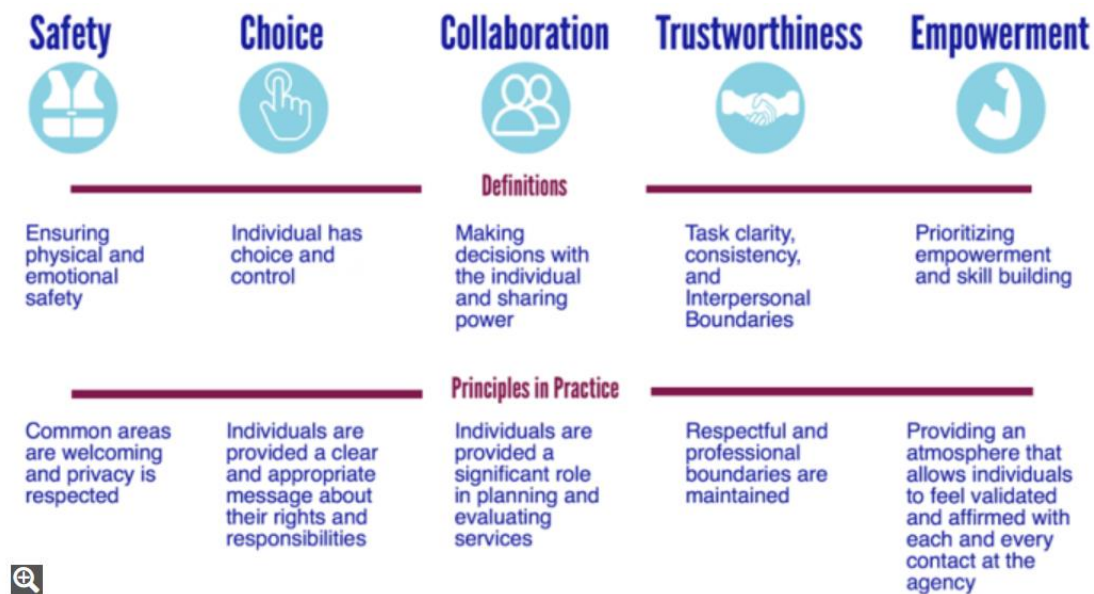 Safety
Choice
Collaboration
Trustworthiness
Empowerment
Definitions
Ensuring
physical and
emotional
safety
Individual has
choice and
control
Making
decisions with
the individual
and sharing
power
Task clarity,
consistency,
and
Interpersonal
Boundaries
Prioritizing
empowerment
and skill building
Principles in Practice
Common areas
are welcoming
and privacy is
respected
Individuals are
provided a clear
and appropriate
message about
their rights and
responsibilities
Individuals are
provided a
significant role
in planning and
evaluating
services
Respectful and
professional
boundaries are
maintained
Providing an
atmosphere that
allows individuals
to feel validated
and affirmed with
each and every
contact at the
agency